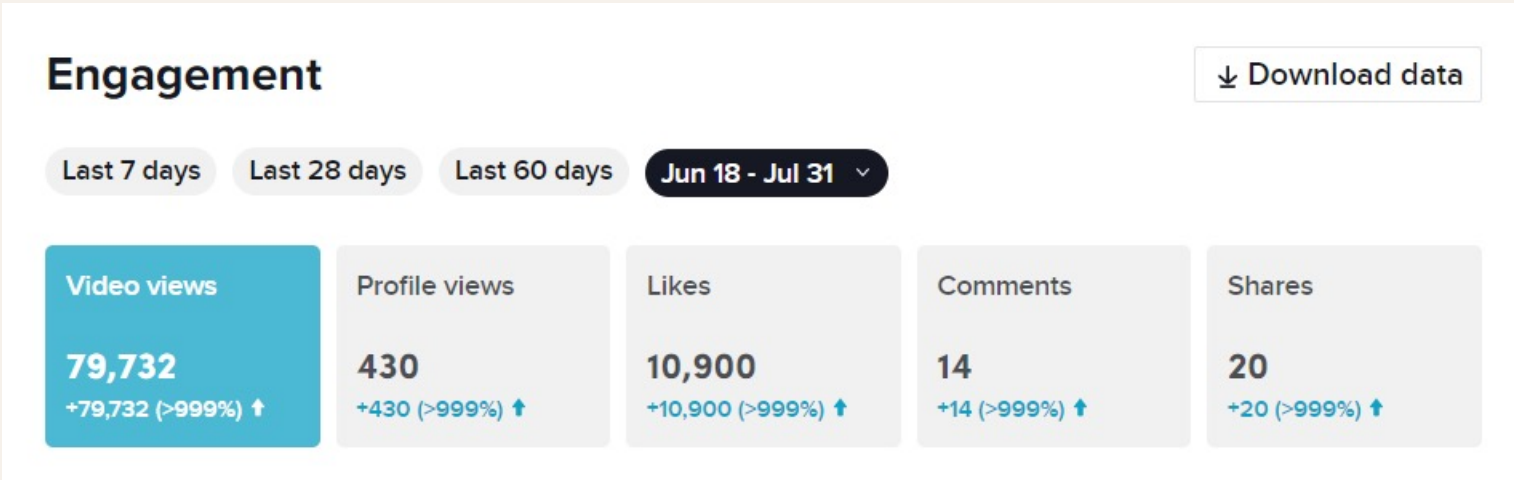 Engagement
Download data
Last 7 days
Last 28 days
Last 60 days
Jun 18 - Jul 31
Video views
79,732
+79,732 (>999%)
Profile views
430
+430 (>999%)
Likes
10,900
+10,900 (>999%)
Comments
14
+14 (>999%)
Shares
20
+20 (>999%)